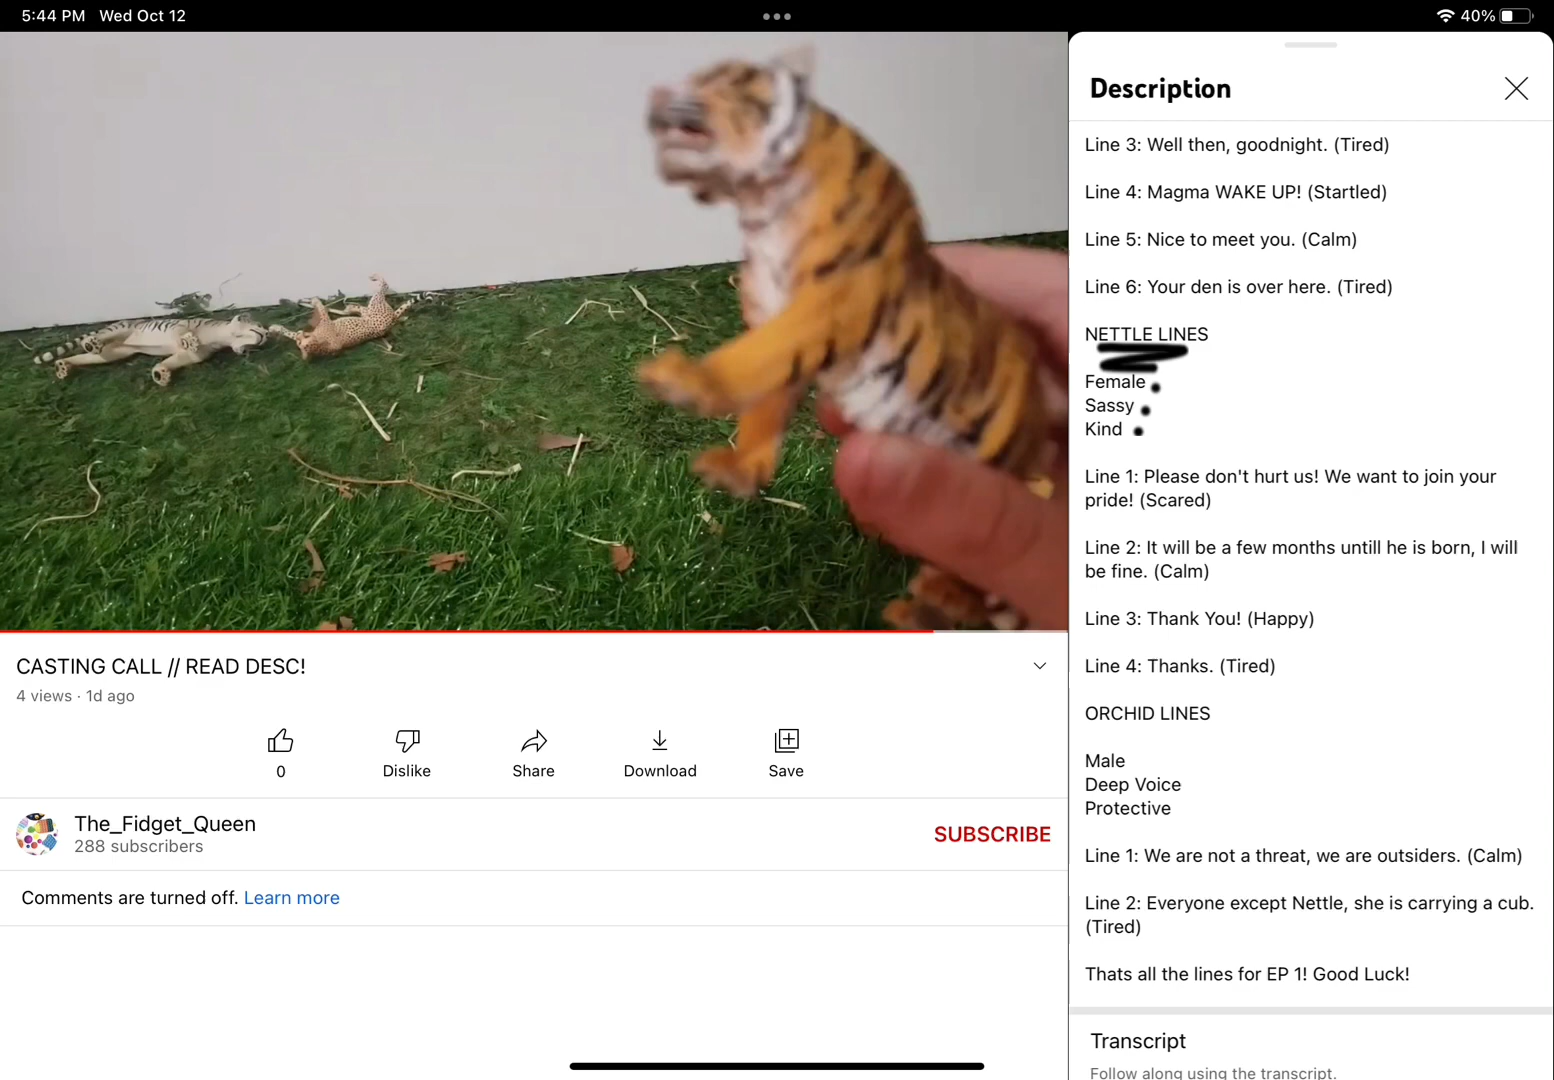 5:44 PM Wed Oct 12
40%
Description
Line 3: Well then, goodnight. (Tired)
Line 4: Magma WAKE UP! (Startled)
Line 5: Nice to meet you. (Calm)
Line 6: Your den is over here. (Tired)
NETTLE LINES
Female
Sassy
Kind
Line 1: Please don't hurt us! We want to join your
pride! (Scared)
Line 2: It will be a few months untill he is born, I will
be fine. (Calm)
Line 3: Thank You! (Happy)
Line 4: Thanks. (Tired)
ORCHID LINES
Male
Deep Voice
Protective
Line 1: We are not a threat, we are outsiders. (Calm)
Line 2: Everyone except Nettle, she is carrying a cub.
(Tired)
Thats all the lines for EP 1! Good Luck!
Transcript
Follow along using the transcript.
CASTING CALL // READ DESC!
4 views · 1d ago
0
Dislike
Share
Download
Save
The_Fidget_Queen
288 subscribers
SUBSCRIBE
Comments are turned off. Learn more